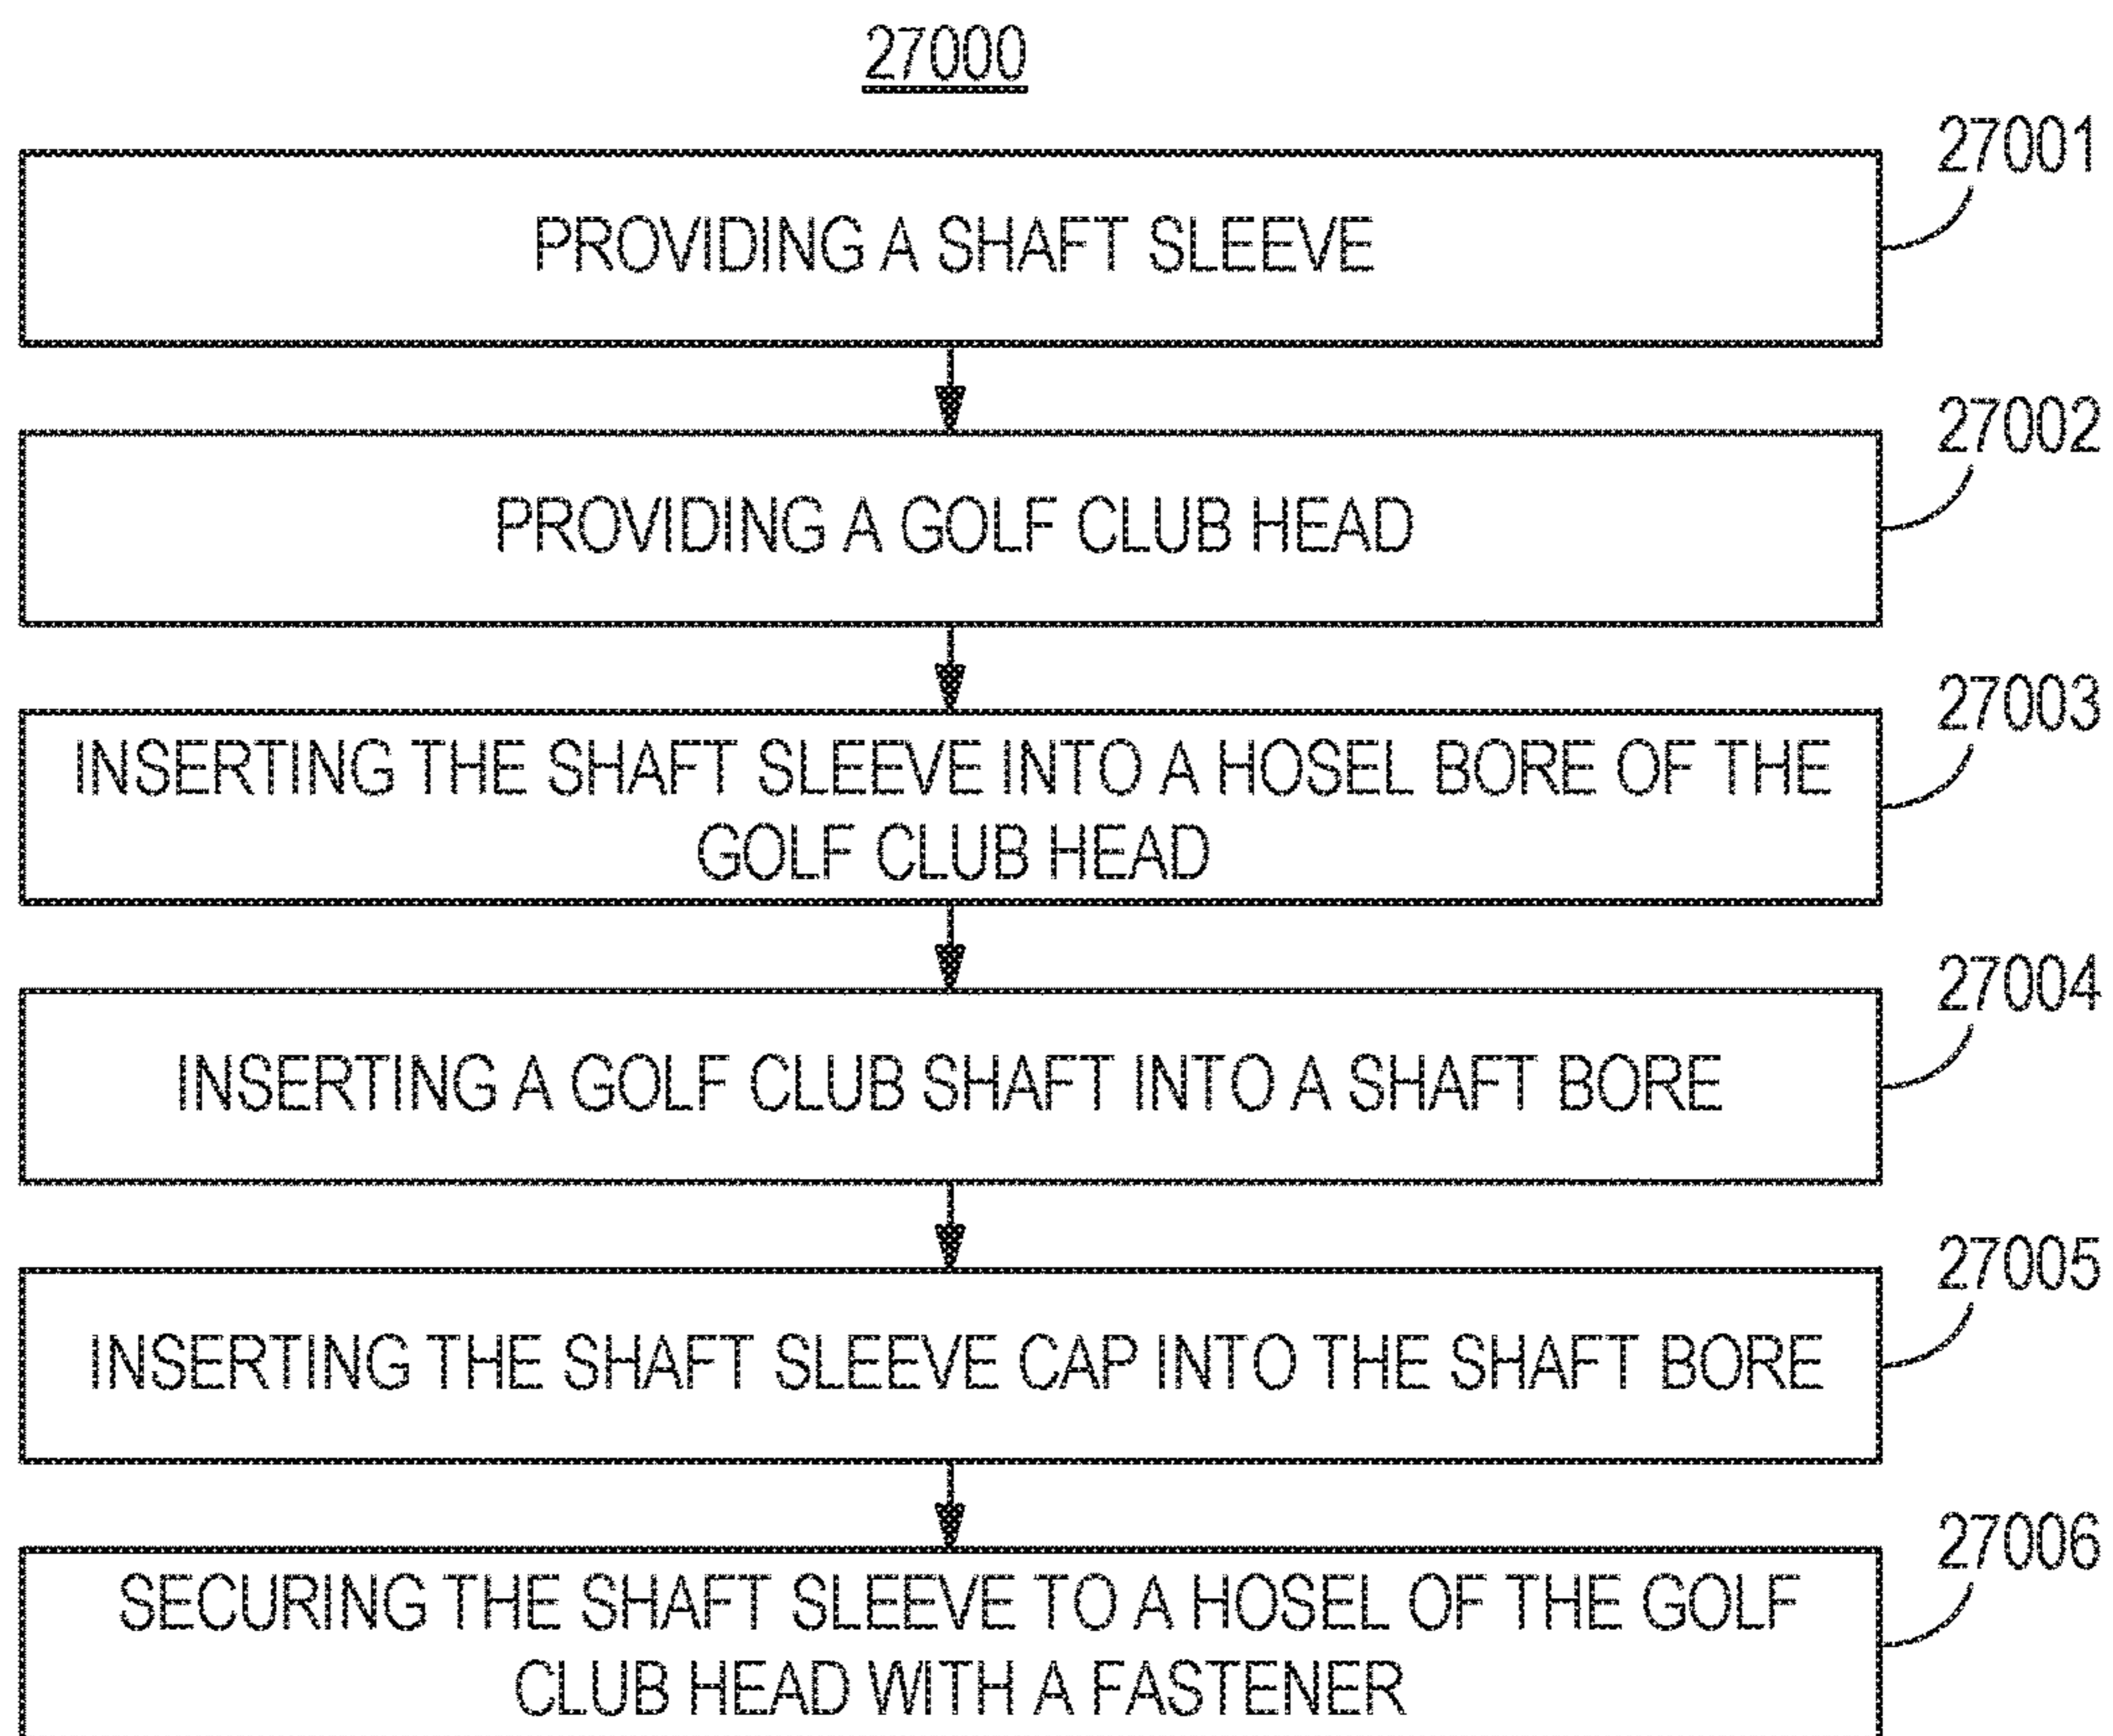 27000
27001
PROVIDING A SHAFT SLEEVE
27002
PROVIDING A GOLF CLUB HEAD
27003
INSERTING THE SHAFT SLEEVE INTO A HOSEL BORE OF THE
GOLF CLUB HEAD
27004
INSERTING A GOLF CLUB SHAFT INTO A SHAFT BORE
27005
INSERTING THE SHAFT SLEEVE CAP INTO THE SHAFT BORE
27006
SECURING THE SHAFT SLEEVE TO A HOSEL OF THE GOLF
CLUB HEAD WITH A FASTENER